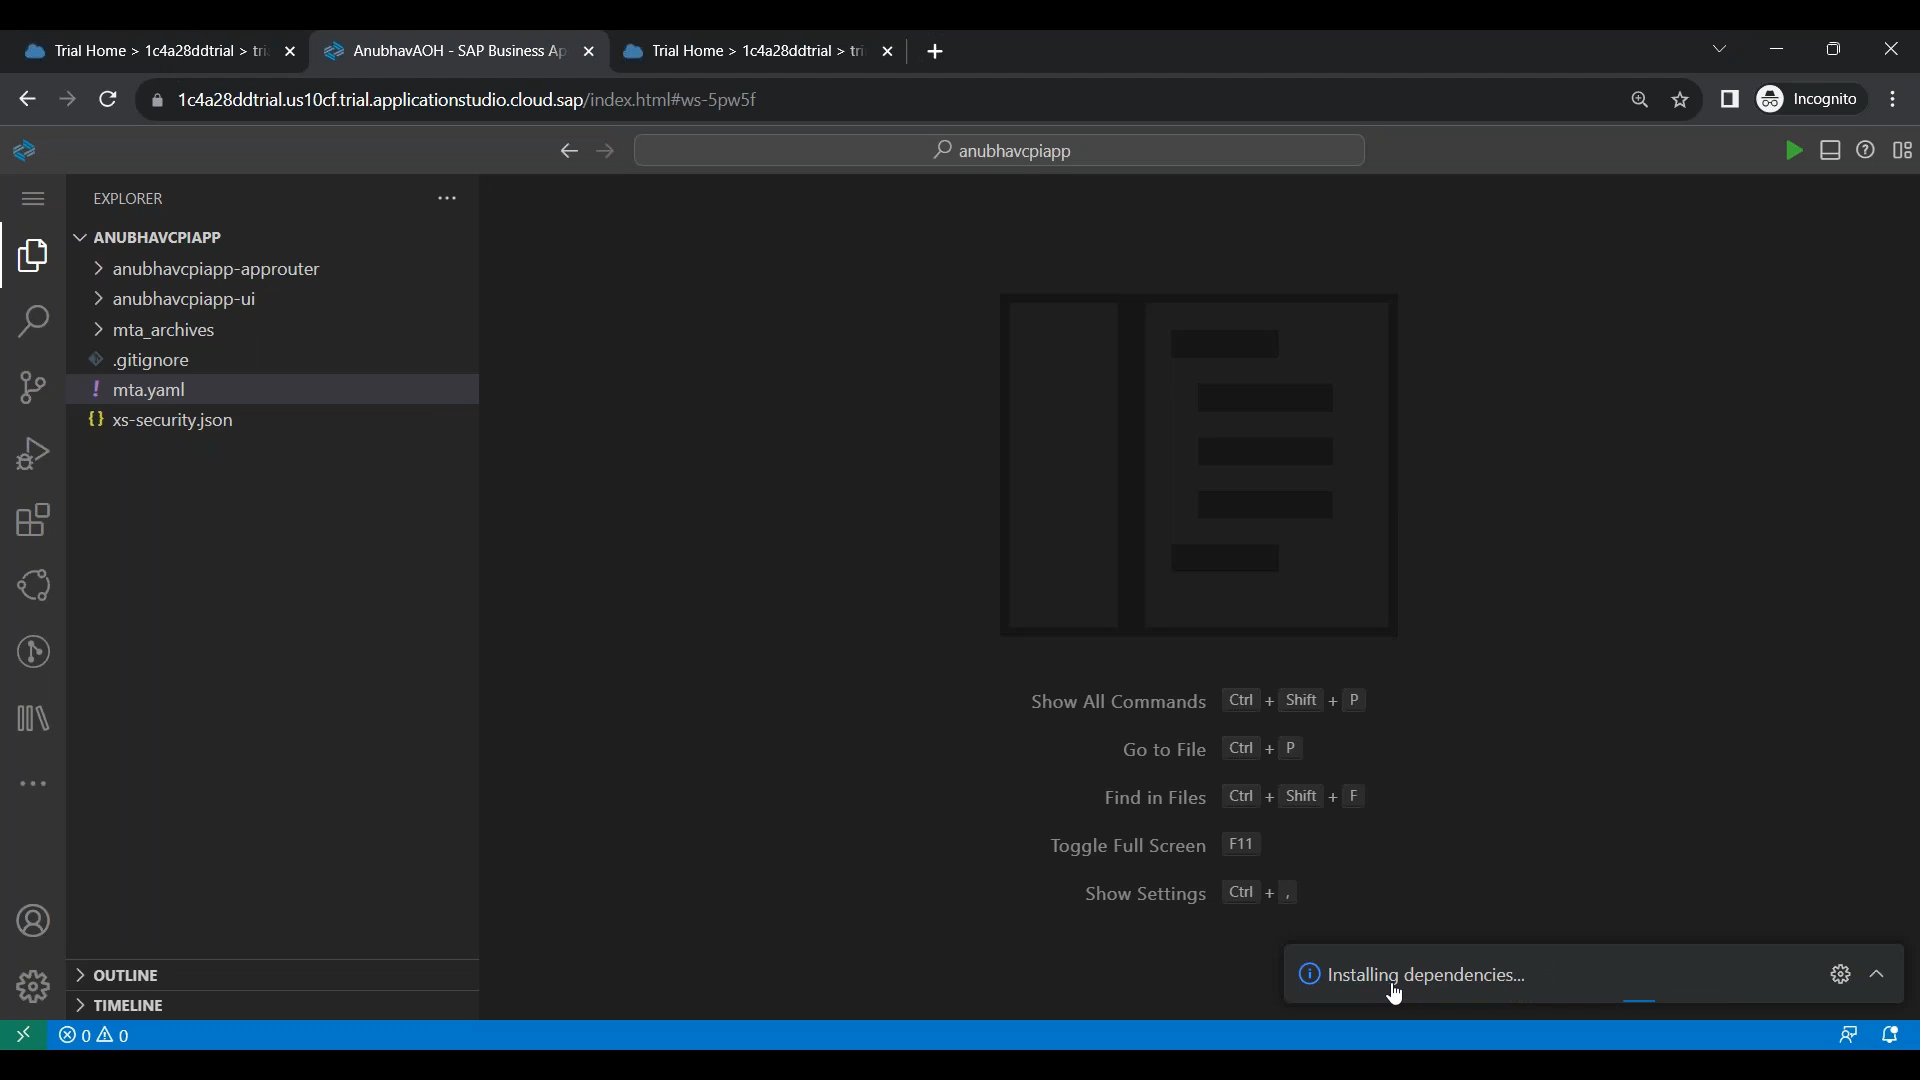 Trial Home > 1c4a28ddtrial > tri
AnubhavAOH - SAP Business Ap
Trial Home > 1c4a28ddtrial > tri
1c4a28ddtrial.us10cf.trial.applicationstudio.cloud.sap/index.html#ws-5pw5f
Incognito
anubhavcpiapp
EXPLORER
ANUBHAVCPIAPP
anubhavcpiapp-approuter
anubhavcpiapp-ui
mta_archives
.gitignore
! mta.yaml
{} xs-security.json
Show All Commands Ctrl + Shift + P
Go to File Ctrl + P
Find in Files Ctrl + Shift + F
Toggle Full Screen F11
Show Settings Ctrl + ,
Installing dependencies...
OUTLINE
TIMELINE
0 0